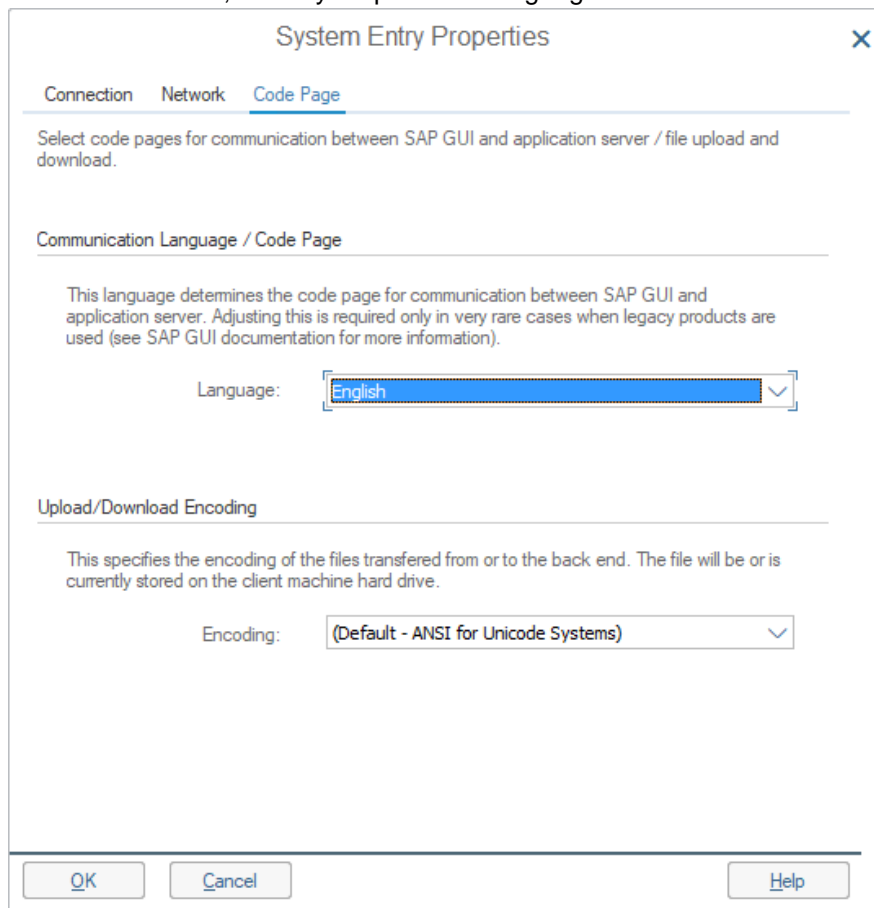 System Entry Properties
Connection Network Code Page
Select code pages for communication between SAP GUI and application server / file upload and
download.
Communication Language / Code Page
This language determines the code page for communication between SAP GUI and
application server. Adjusting this is required only in very rare cases when legacy products are
used (see SAP GUI documentation for more information).
Language: English
Upload/Download Encoding
This specifies the encoding of the files transfered from or to the back end. The file will be or is
currently stored on the client machine hard drive.
Encoding: (Default - ANSI for Unicode Systems)
OK Cancel Help